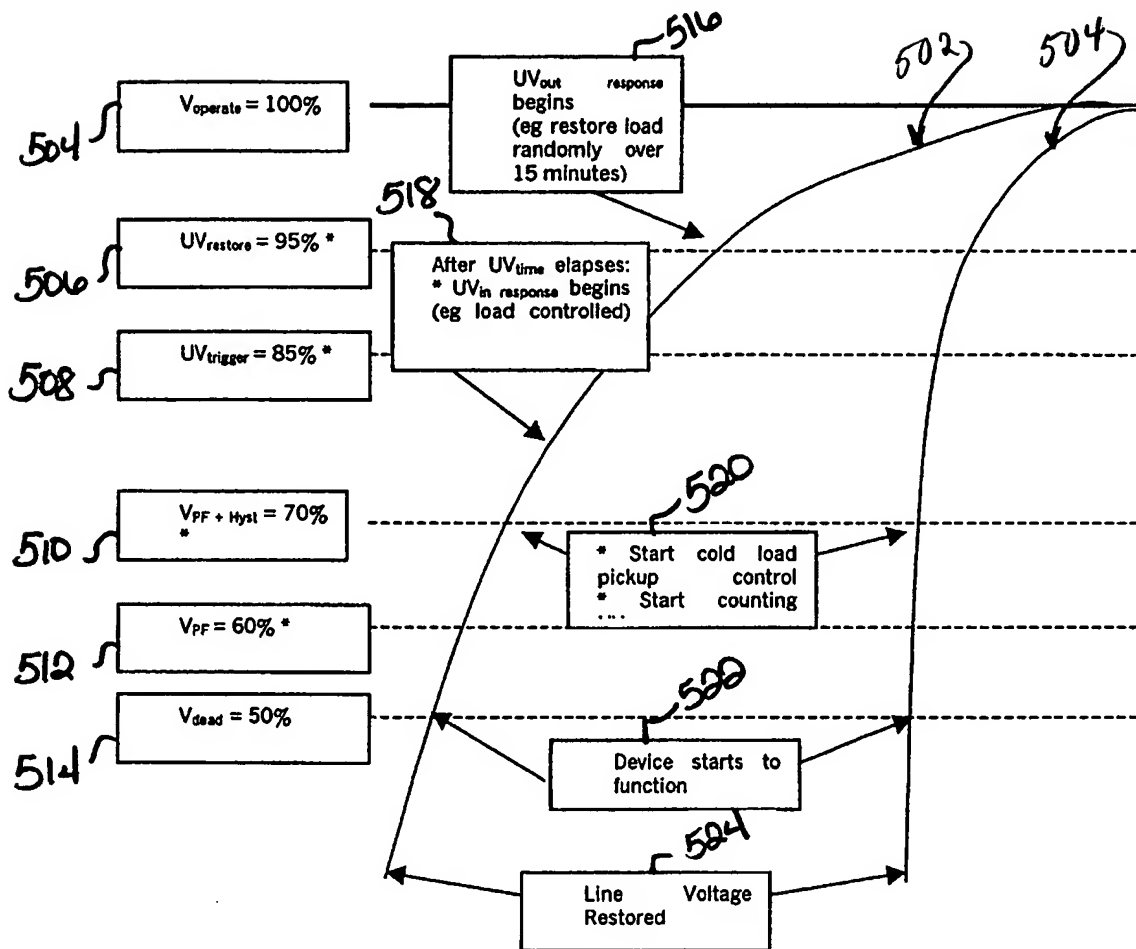 516
502
504
UVout response
begins
(eg restore load
randomly over
15 minutes)
Voperate = 100%
504
518
UVrestore = 95% *
506
After UVtime elapses:
* UVin response begins
(eg load controlled)
UVtrigger = 85% *
508
520
VPF + Hyst = 70%
*
510
* Start cold load
pickup control
* Start counting
....
VPF = 60% *
512
522
Vdead = 50%
514
Device starts to
function
524
Line Voltage
Restored